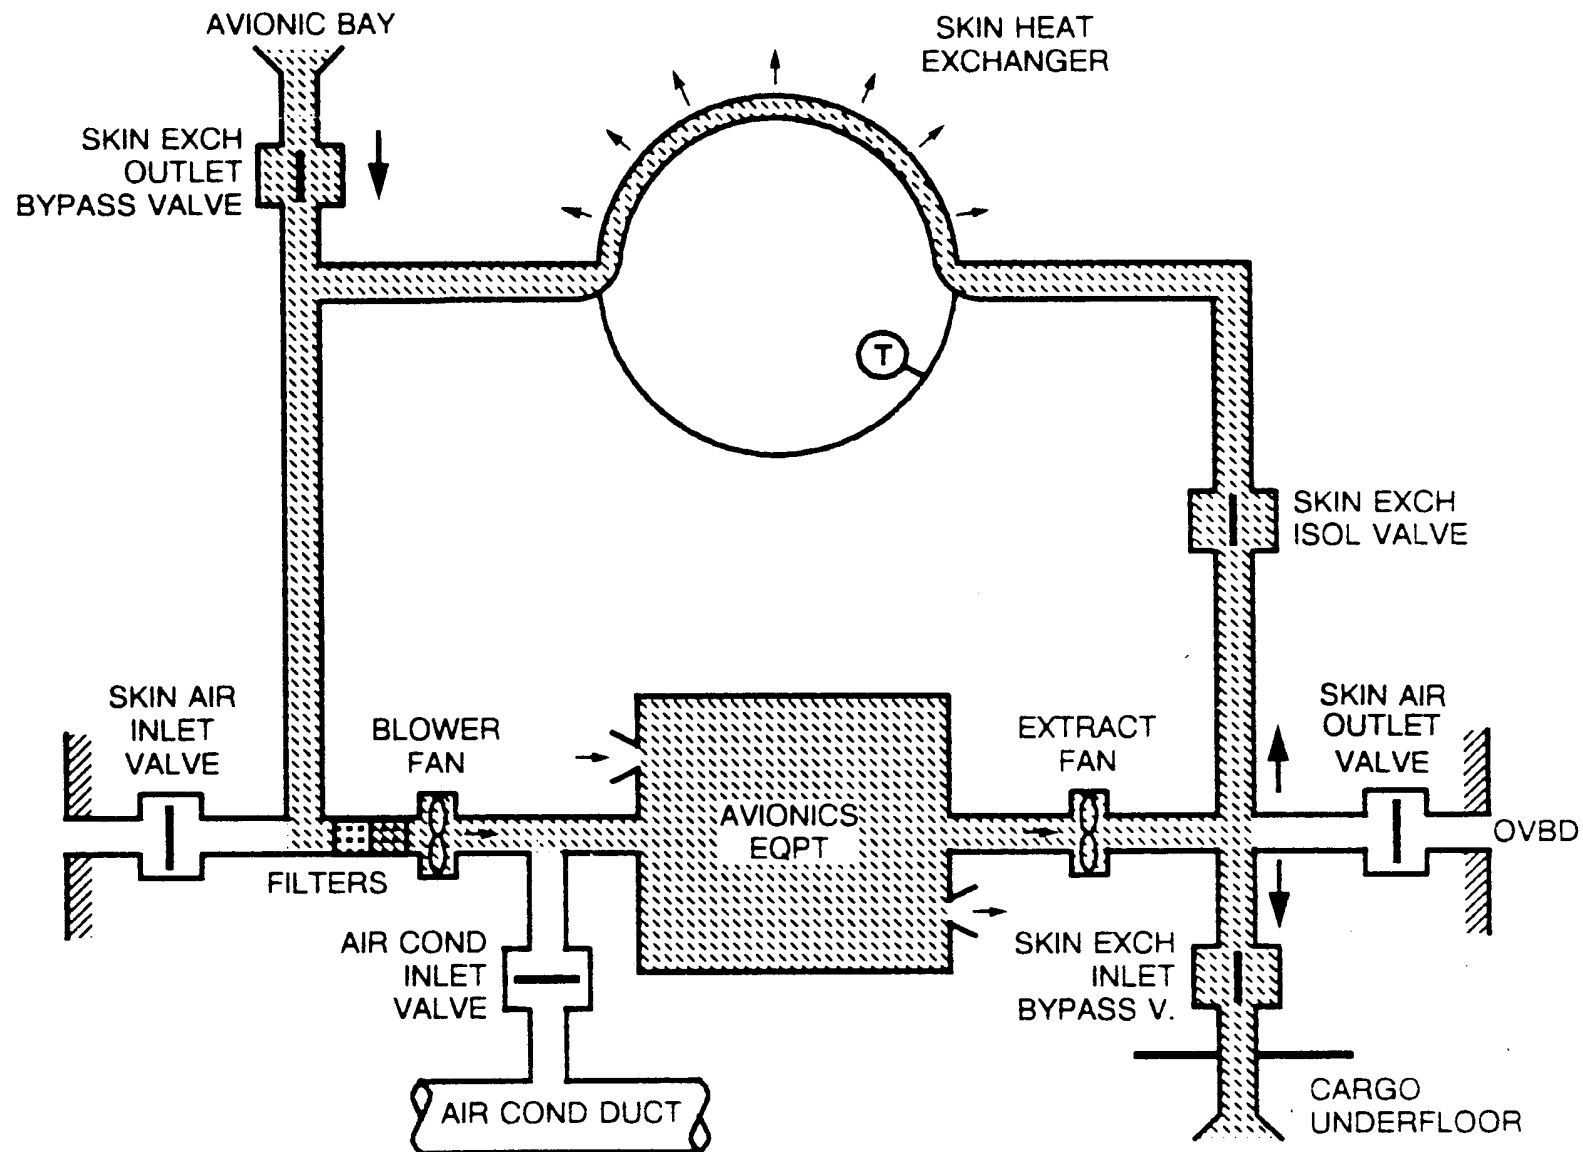 AVIONIC BAY
SKIN HEAT
EXCHANGER
SKIN EXCH
OUTLET
BYPASS VALVE
T
SKIN EXCH
ISOL VALVE
SKIN AIR
INLET
VALVE
BLOWER
FAN
EXTRACT
FAN
SKIN AIR
OUTLET
VALVE
AVIONICS
EQPT
OVBD
FILTERS
AIR COND
INLET
VALVE
SKIN EXCH
INLET
BYPASS V.
AIR COND DUCT
CARGO
UNDERFLOOR